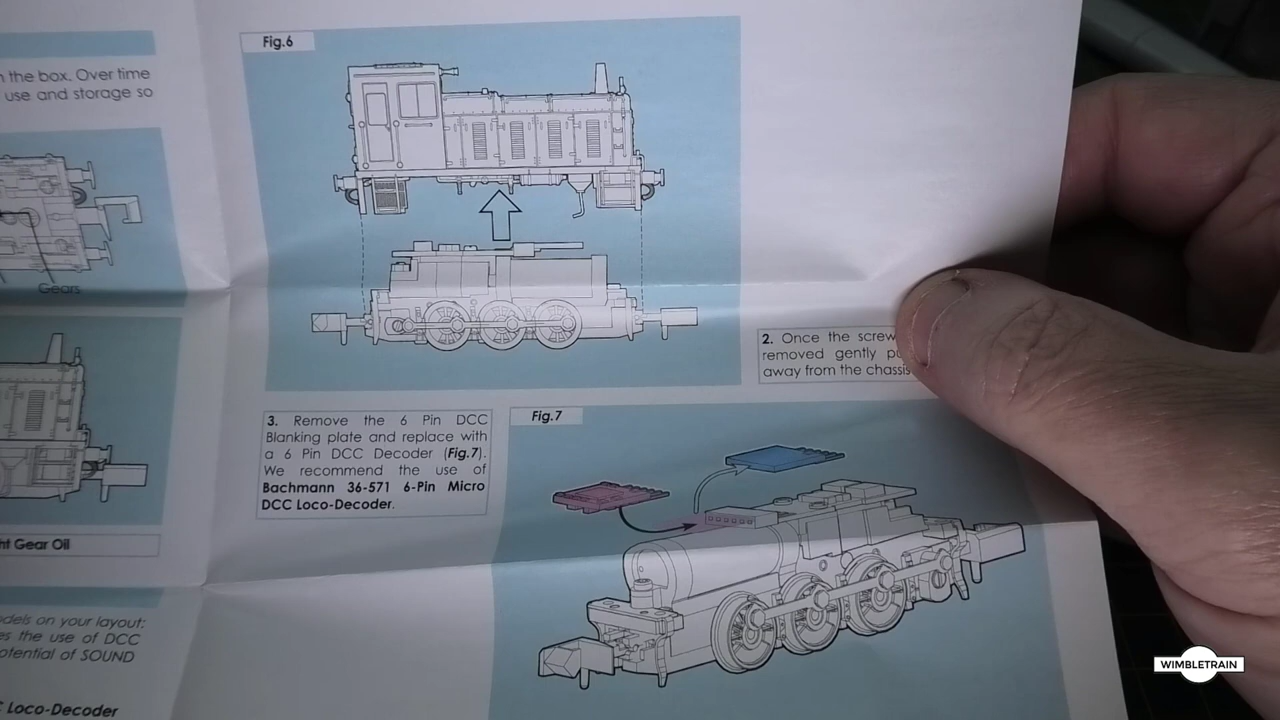 n the box. Over time
use and storage so
Gears
ht Gear Oil
odels on your layout;
es the use of DCC
otential of SOUND
C Loco-Decoder
Fig.6
2. Once the screw
removed gently
away from the chassis
3. Remove the 6 Pin DCC
Blanking plate and replace with
a 6 Pin DCC Decoder (Fig.7).
We recommend the use of
Bachmann 36-571 6-Pin Micro
DCC Loco-Decoder.
Fig.7
WIMBLETRAIN